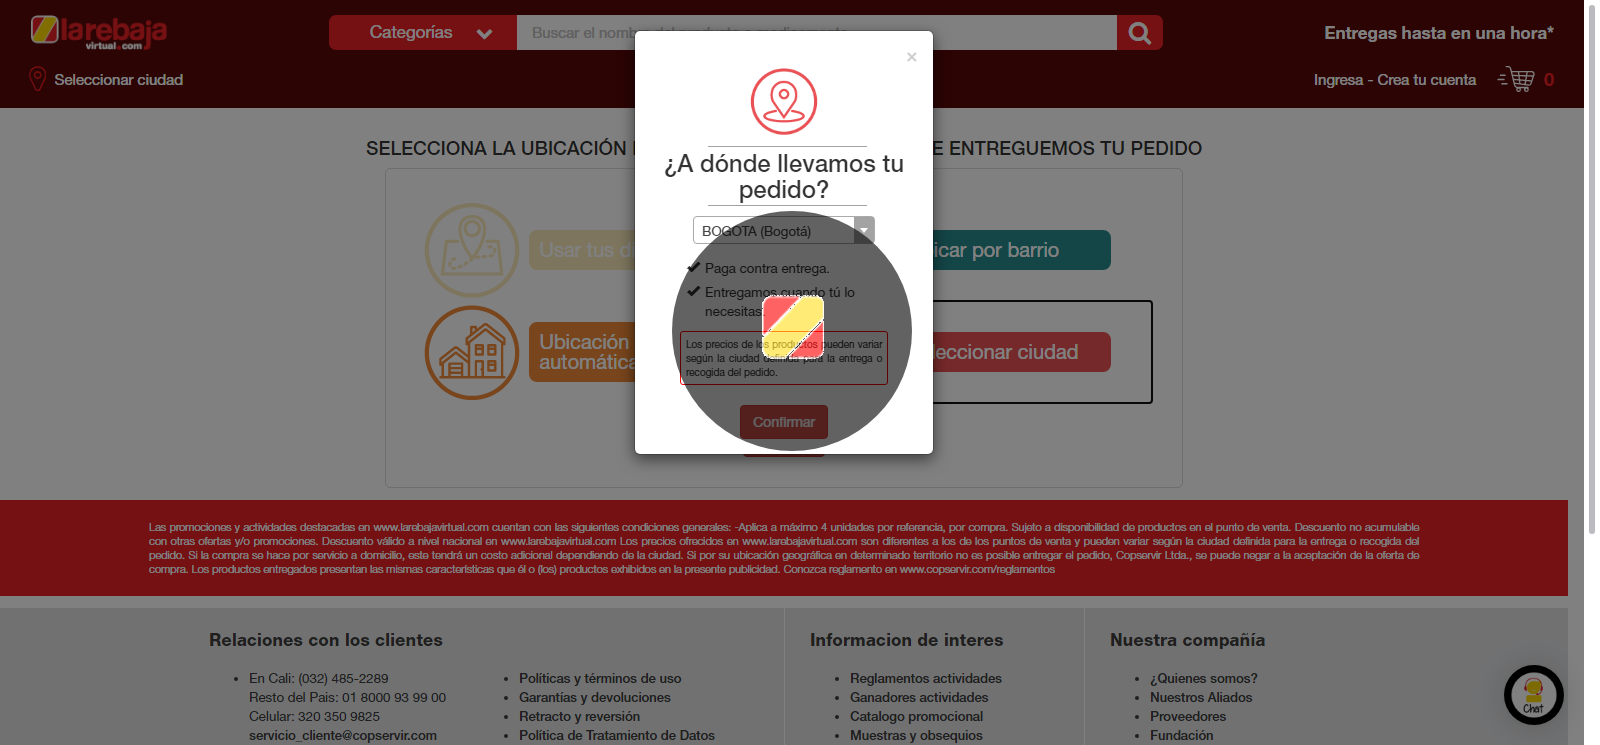 larebaja
virtual.com
Categorías
Entregas hasta en una hora*
Seleccionar ciudad
Ingresa - Crea tu cuenta
0
×
SELECCIONA LA UBICACIÓN
E ENTREGUEMOS TU PEDIDO
¿A dónde llevamos tu
pedido?
BOGOTA (Bogotá)
Usar tus d
icar por barrio
Paga contra entrega.
Entregamos cuando tú lo
necesitas.
Ubicación
automática
leccionar ciudad
Los precios de los productos pueden variar
según la ciudad definida para la entrega o
recogida del pedido.
Confirmar
Las promociones y actividades destacadas en www.larebajavirtual.com cuentan con las siguientes condiciones generales: -Aplica a máximo 4 unidades por referencia, por compra. Sujeto a disponibilidad de productos en el punto de venta. Descuento no acumulable
con otras ofertas y/o promociones. Descuento válido a nivel nacional en www.larebajavirtual.com Los precios ofrecidos en www.larebajavirtual.com son diferentes a los de los puntos de venta y pueden variar según la ciudad definida para la entrega o recogida del
pedido. Si la compra se hace por servicio a domicilio, este tendrá un costo adicional dependiendo de la ciudad. Si por su ubicación geográfica en determinado territorio no es posible entregar el pedido, Copservir Ltda., se puede negar a la aceptación de la oferta de
compra. Los productos entregados presentan las mismas características que él o (los) productos exhibidos en la presente publicidad. Conozca reglamento en www.copservir.com/reglamentos
Relaciones con los clientes
En Cali: (032) 485-2289
Resto del Pais: 01 8000 93 99 00
Celular: 320 350 9825
servicio_cliente@copservir.com
Políticas y términos de uso
Garantías y devoluciones
Retracto y reversión
Política de Tratamiento de Datos
Informacion de interes
Reglamentos actividades
Ganadores actividades
Catalogo promocional
Muestras y obsequios
Nuestra compañía
¿Quienes somos?
Nuestros Aliados
Proveedores
Fundación
Chat